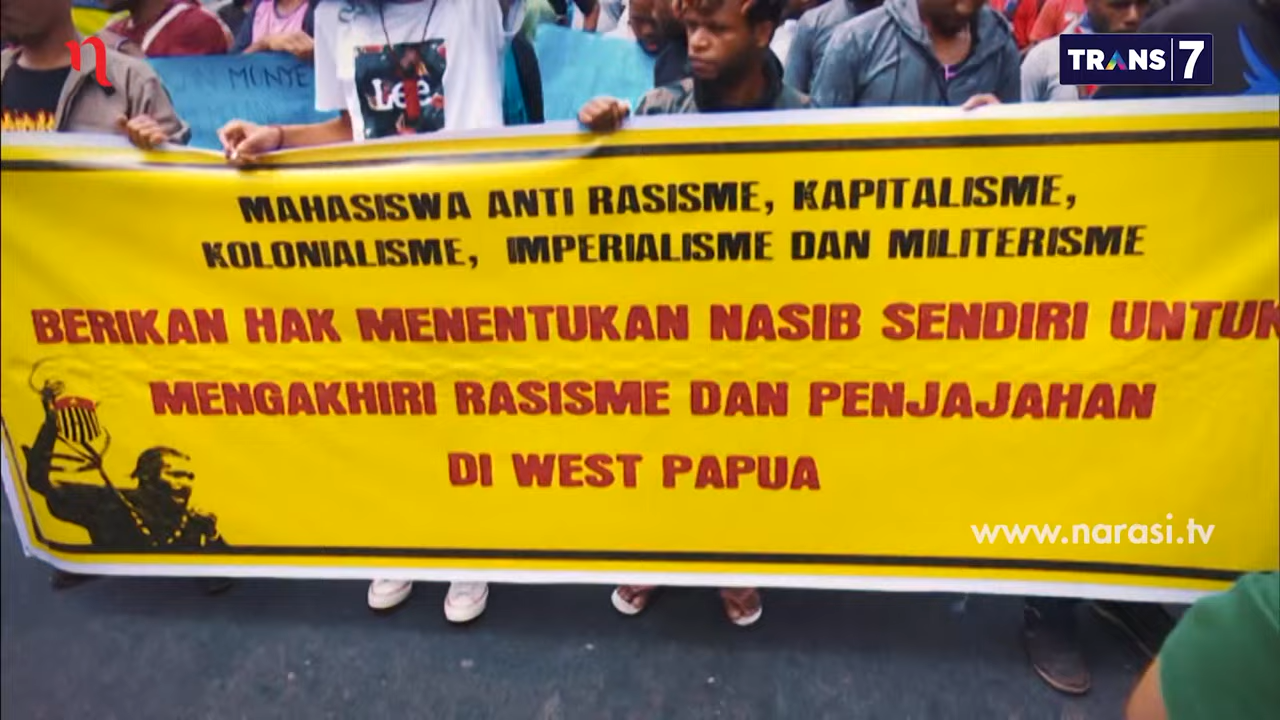 TRANS 7
Lee
MAHASISWA ANTI RASISME, KAPITALISME,
KOLONIALISME, IMPERIALISME DAN MILITERISME
BERIKAN HAK MENENTUKAN NASIB SENDIRI UNTUK
MENGAKHIRI RASISME DAN PENJAJAHAN
DI WEST PAPUA
www.narasi.tv